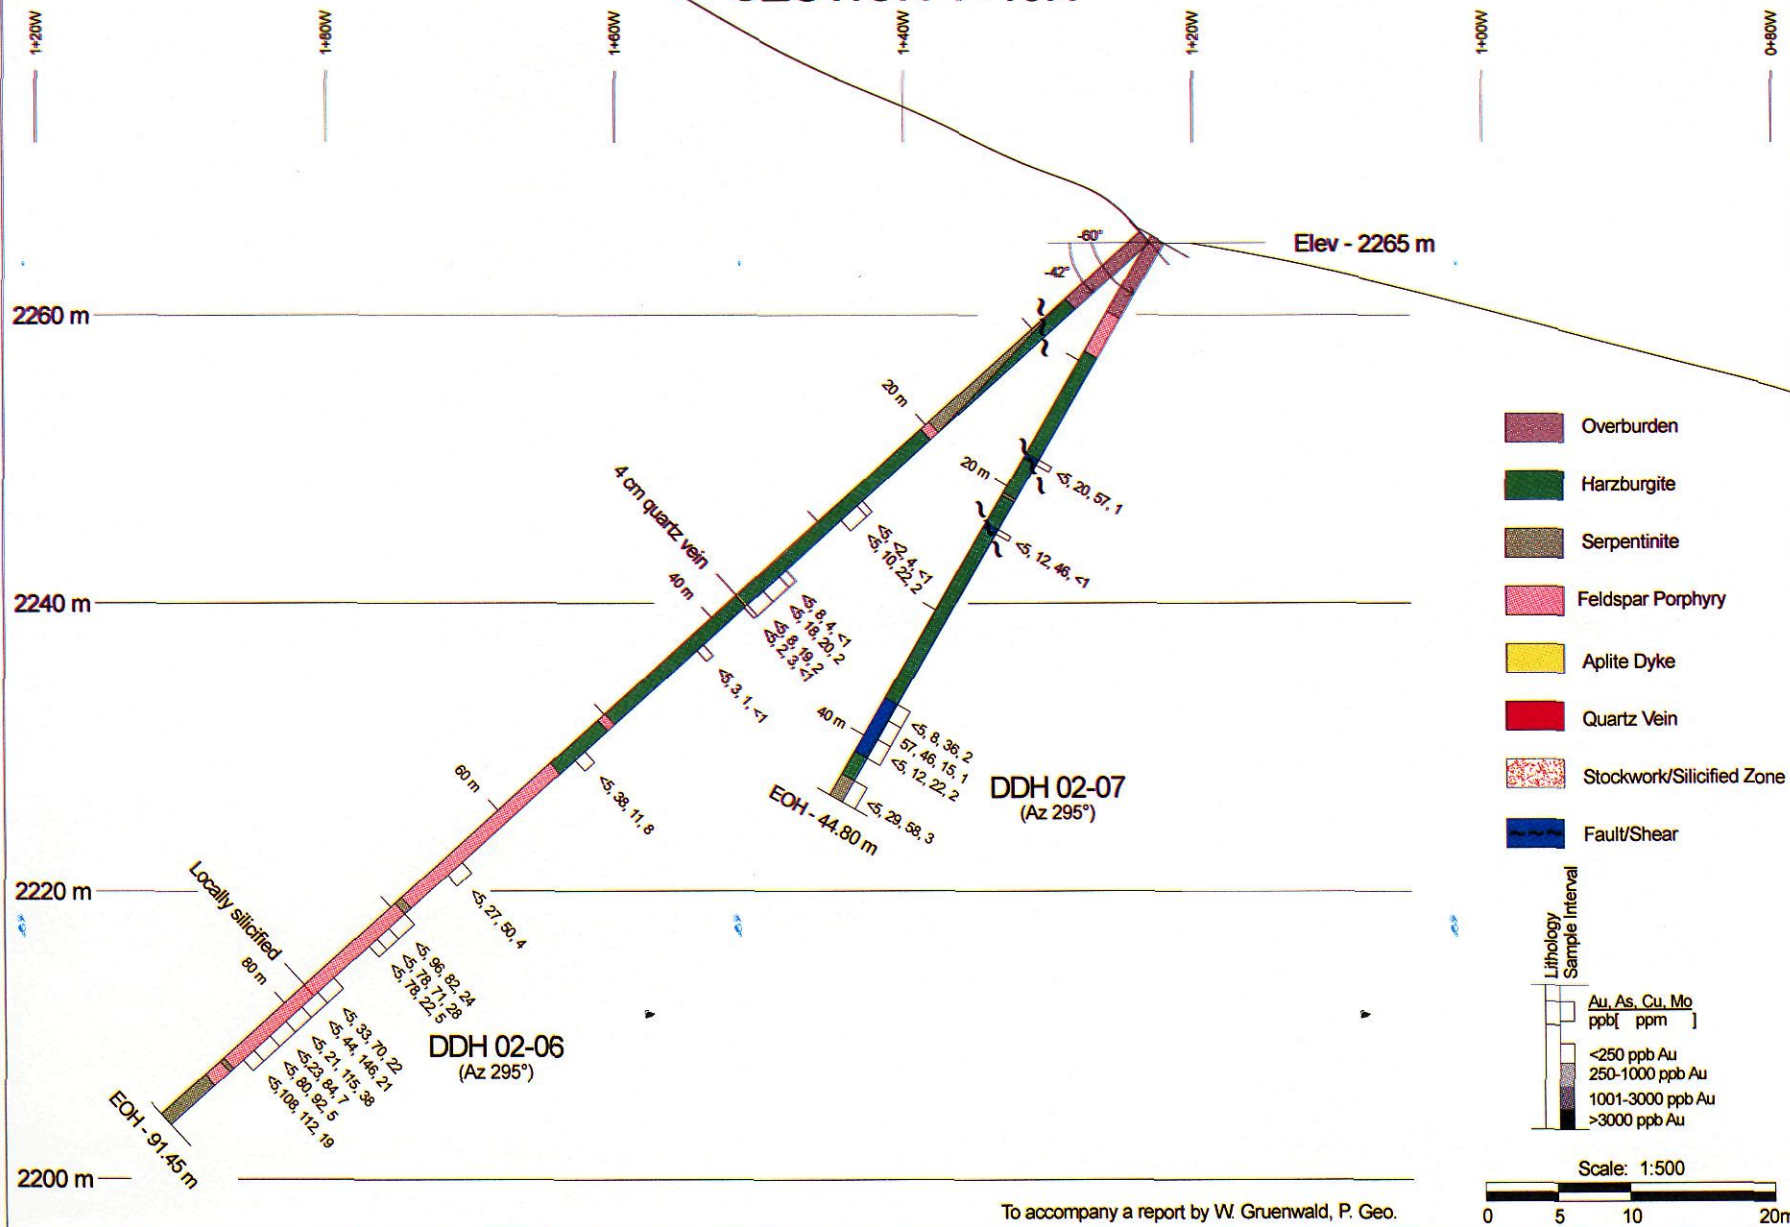 1+20W
1+80W
1+60W
1+40W
1+20W
1+00W
0+80W
Elev - 2265 m
-60°
-42°
2260 m
2240 m
2220 m
2200 m
20 m
4 cm quartz vein
40 m
60 m
Locally silicified
80 m
EOH - 91.45 m
<5, <2, 4, <1
<5, 10, 22, 2
<5, 8, 4, <1
<5, 18, 20, 2
<5, 8, 19, 2
<5, 2, 3, <1
<5, 3, 1, <1
<5, 38, 11, 8
<5, 27, 50, 4
<5, 96, 82, 24
<5, 78, 71, 28
<5, 78, 22, 5
<5, 33, 70, 22
<5, 44, 146, 21
<5, 21, 115, 38
<5,23, 84, 7
<5, 80, 92, 5
<5,108, 112, 19
DDH 02-06
(Az 295°)
20 m
<5, 20, 57, 1
<5, 12, 46, <1
40 m
<5, 8, 36, 2
57, 46, 15, 1
<5, 12, 22, 2
<5, 29, 58, 3
EOH - 44.80 m
DDH 02-07
(Az 295°)
Overburden
Harzburgite
Serpentinite
Feldspar Porphyry
Aplite Dyke
Quartz Vein
Stockwork/Silicified Zone
Fault/Shear
Lithology
Sample Interval
Au, As, Cu, Mo
ppb[ ppm ]
<250 ppb Au
250-1000 ppb Au
1001-3000 ppb Au
>3000 ppb Au
Scale: 1:500
0 5 10 20m
To accompany a report by W. Gruenwald, P. Geo.